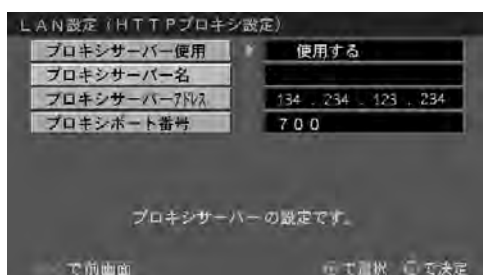 LAN設定(HTTPプロキシ設定)
プロキシサーバー使用 使用する
プロキシサーバー名
プロキシサーバーアドレス 134 . 234 . 123 . 234
プロキシポート番号 700
プロキシサーバーの設定です。
で前画面 で選択 で決定